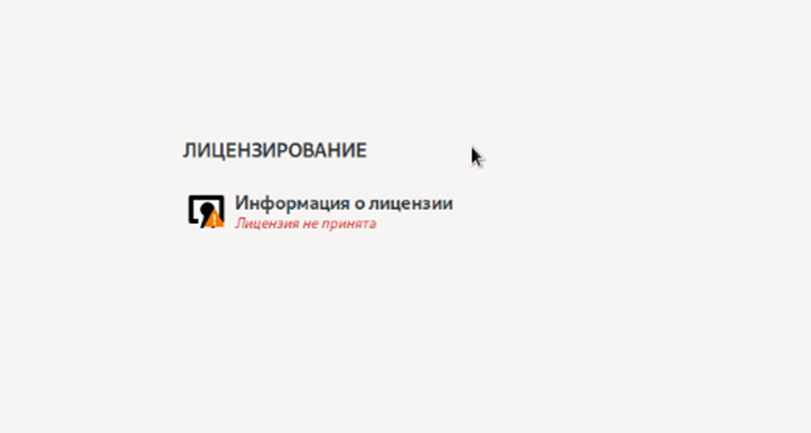 ЛИЦЕНЗИРОВАНИЕ
Информация о лицензии
Лицензия не принята